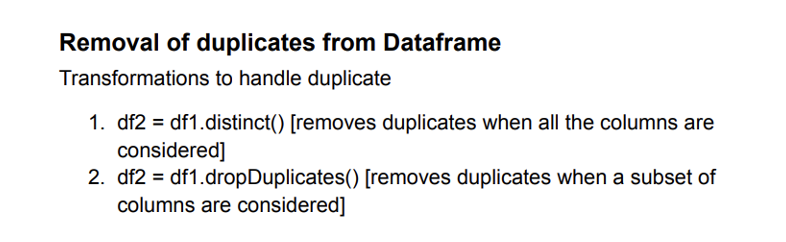 Removal of duplicates from Dataframe
Transformations to handle duplicate
1. df2 = df1.distinct() [removes duplicates when all the columns are
considered]
2. df2 = df1.dropDuplicates() [removes duplicates when a subset of
columns are considered]